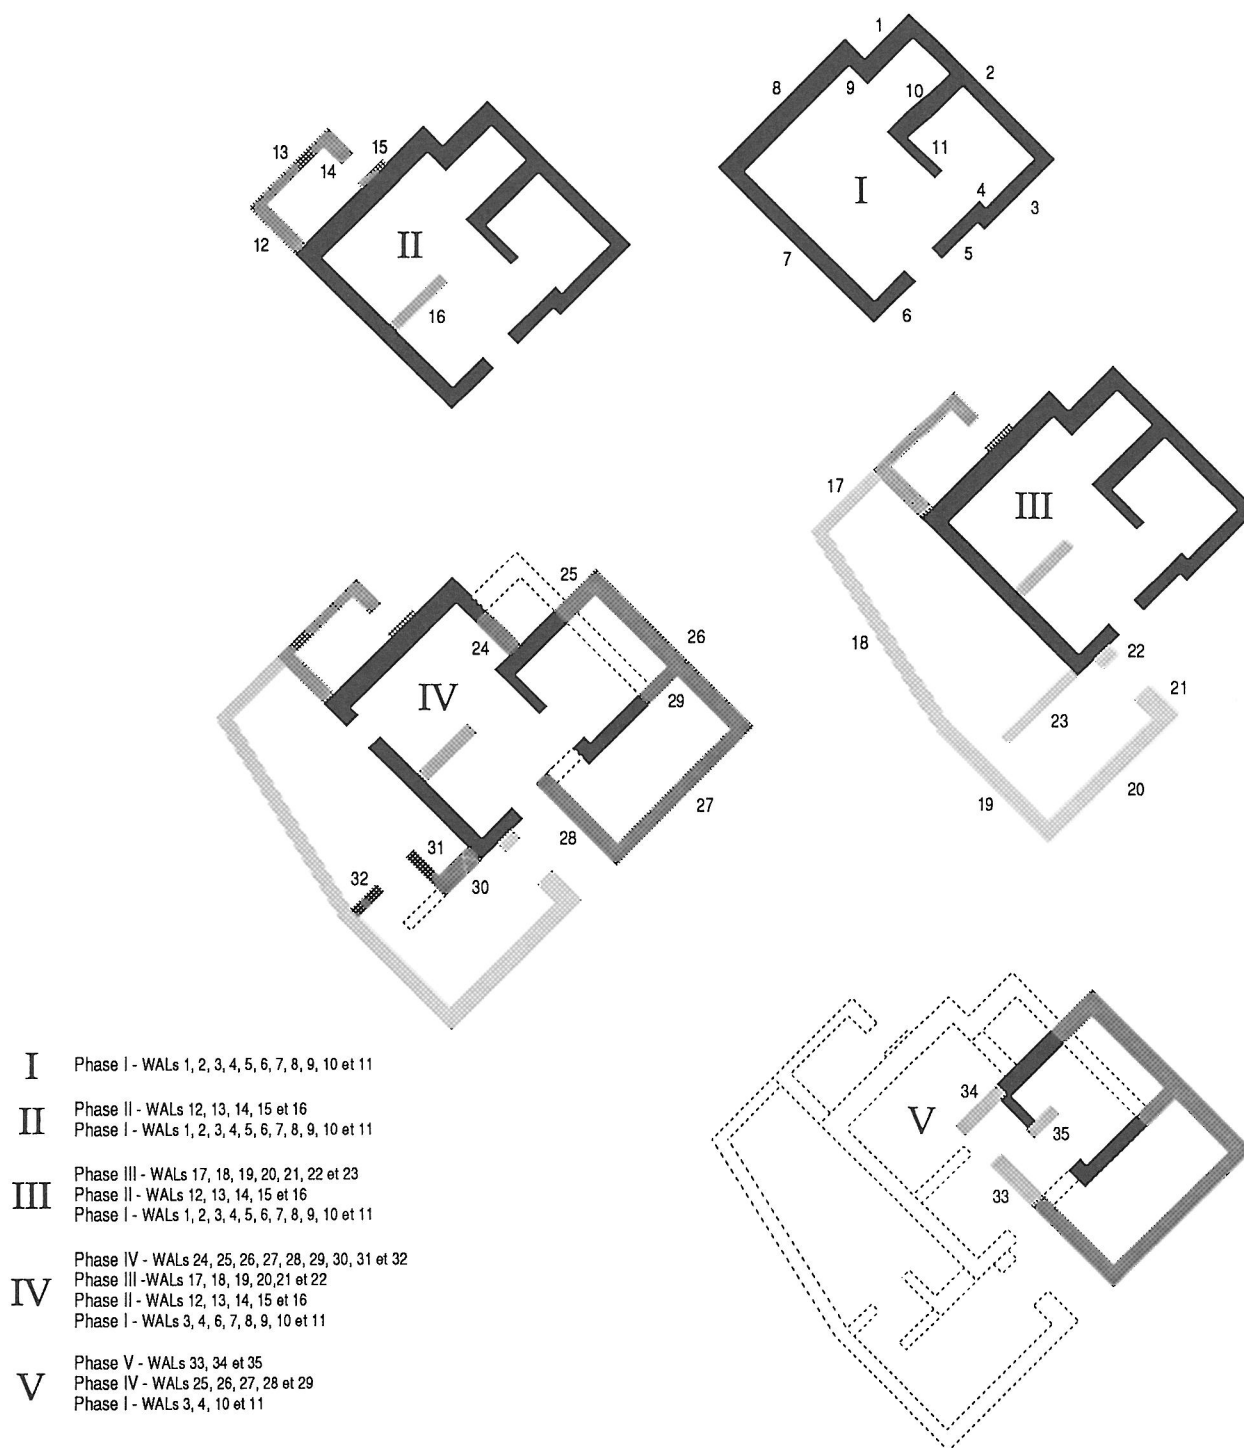 1
2
8
9
10
11
I
4
3
5
7
6
13
14
15
12
II
16
17
III
18
22
21
23
20
19
25
26
24
IV
29
27
28
31
32
30
34
V
35
33
I
Phase I - WALs 1, 2, 3, 4, 5, 6, 7, 8, 9, 10 et 11
II
Phase II - WALs 12, 13, 14, 15 et 16
Phase I - WALs 1, 2, 3, 4, 5, 6, 7, 8, 9, 10 et 11
III
Phase III - WALs 17, 18, 19, 20, 21, 22 et 23
Phase II - WALs 12, 13, 14, 15 et 16
Phase I - WALs 1, 2, 3, 4, 5, 6, 7, 8, 9, 10 et 11
IV
Phase IV - WALs 24, 25, 26, 27, 28, 29, 30, 31 et 32
Phase III -WALs 17, 18, 19, 20,21 et 22
Phase II - WALs 12, 13, 14, 15 et 16
Phase I - WALs 3, 4, 6, 7, 8, 9, 10 et 11
V
Phase V - WALs 33, 34 et 35
Phase IV - WALs 25, 26, 27, 28 et 29
Phase I - WALs 3, 4, 10 et 11